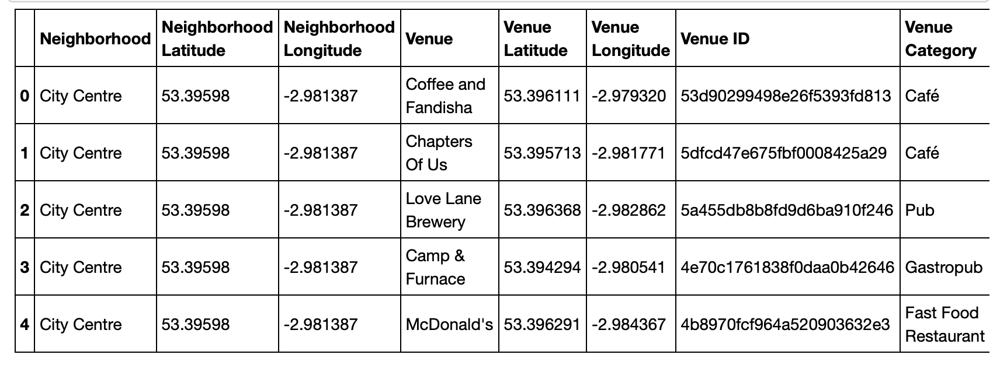 Neighborhood Neighborhood Latitude Neighborhood Longitude Venue Venue Latitude Venue Longitude Venue ID Venue Category
0 City Centre 53.39598 -2.981387 Coffee and Fandisha 53.396111 -2.979320 53d90299498e26f5393fd813 Café
1 City Centre 53.39598 -2.981387 Chapters Of Us 53.395713 -2.981771 5dfcd47e675fbf0008425a29 Café
2 City Centre 53.39598 -2.981387 Love Lane Brewery 53.396368 -2.982862 5a455db8b8fd9d6ba910f246 Pub
3 City Centre 53.39598 -2.981387 Camp & Furnace 53.394294 -2.980541 4e70c1761838f0daa0b42646 Gastropub
4 City Centre 53.39598 -2.981387 McDonald's 53.396291 -2.984367 4b8970fcf964a520903632e3 Fast Food Restaurant